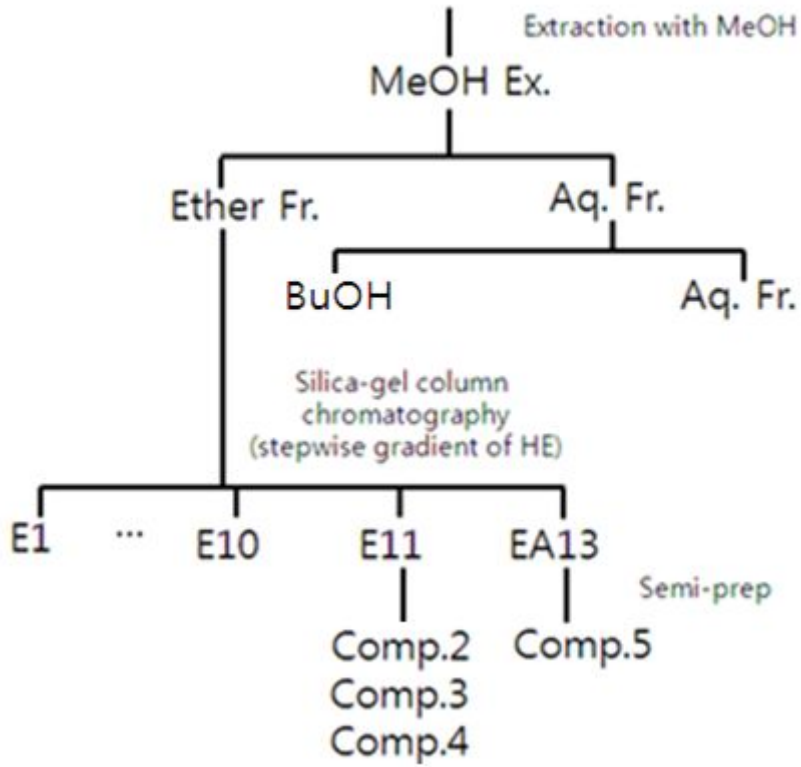 Extraction with MeOH
MeOH Ex.
Ether Fr.
Aq. Fr.
BuOH
Aq. Fr.
Silica-gel column
chromatography
(stepwise gradient of HE)
E1
...
E10
E11
EA13
Semi-prep
Comp.2
Comp.5
Comp.3
Comp.4